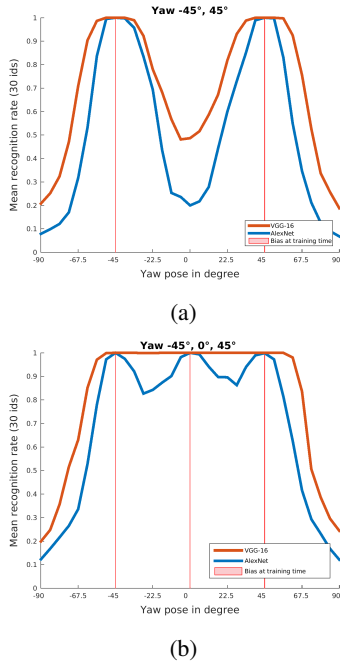 Yaw -45°, 45°
1
0.9
0.8
0.7
0.6
0.5
0.4
0.3
0.2
0.1
0
Mean recognition rate (30 ids)
VGG-16
AlexNet
Bias at training time
-90 -67.5 -45 -22.5 0 22.5 45 67.5 90
Yaw pose in degree
(a)
Yaw -45°, 0°, 45°
1
0.9
0.8
0.7
0.6
0.5
0.4
0.3
0.2
0.1
0
Mean recognition rate (30 ids)
VGG-16
AlexNet
Bias at training time
-90 -67.5 -45 -22.5 0 22.5 45 67.5 90
Yaw pose in degree
(b)